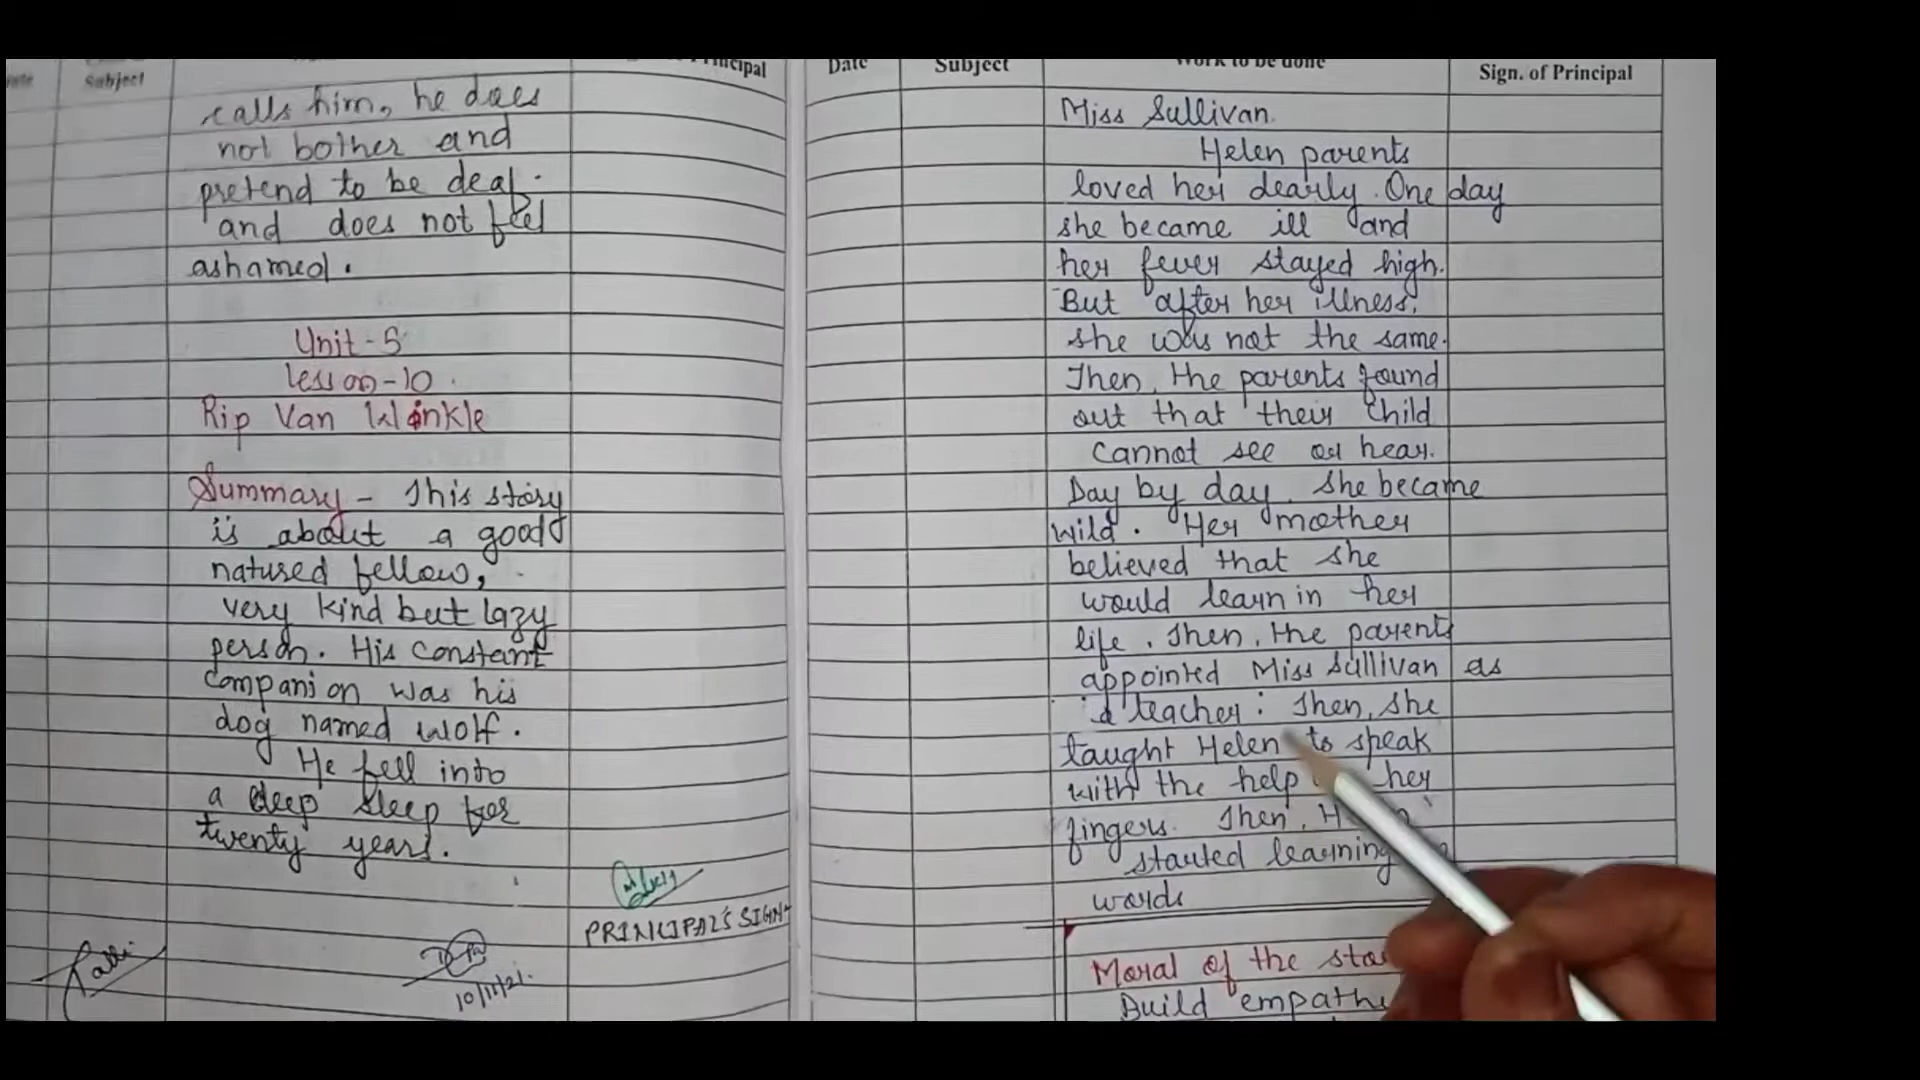 Subject
Principal
calls him, he does
not bother and
pretend to be deaf.
and does not feel
ashamed.
Unit-5
lesson-10.
Rip Van Winkle
Summary - This story
is about a good
natured fellow,
very kind but lazy
person. His constant
companion was his
dog named wolf.
He fell into
a deep sleep for
twenty years.
PRINCIPAL'S SIGN
10/11/21.
Date Subject Work to be done Sign. of Principal
Miss Sullivan.
Helen parents
loved her dearly. One day
she became ill and
her fever stayed high.
But after her illness,
she was not the same.
Then, the parents found
out that their child
cannot see or hear.
Day by day, she became
wild. Her mother
believed that she
would learn in her
life. Then, the parents
appointed Miss Sullivan as
a teacher. Then, she
taught Helen to speak
with the help her
fingers. Then,
started learning
words
Moral of the
Build